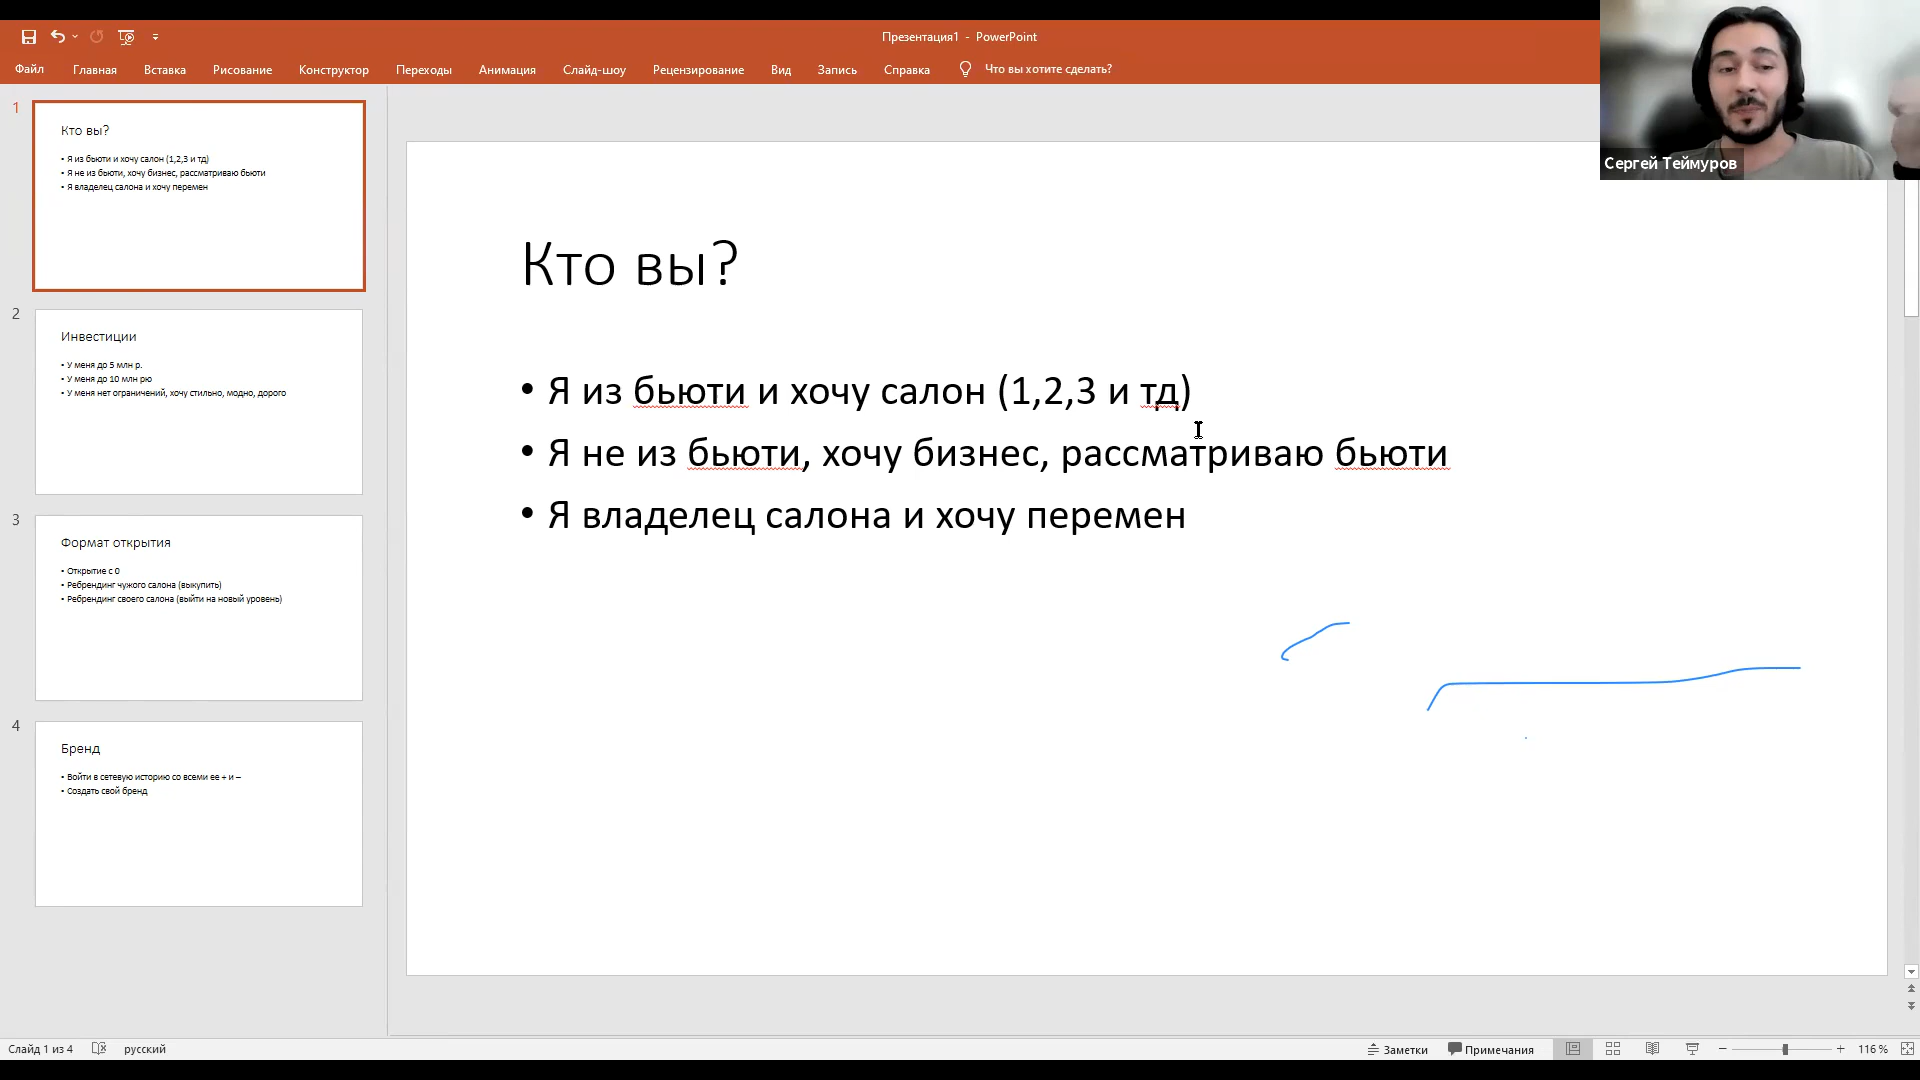 Презентация1 - PowerPoint
Файл Главная Вставка Рисование Конструктор Переходы Анимация Слайд-шоу Рецензирование Вид Запись Справка Что вы хотите сделать?
Сергей Теймуров
1
Кто вы?
• Я из бьюти и хочу салон (1,2,3 и тд)
• Я не из бьюти, хочу бизнес, рассматриваю бьюти
• Я владелец салона и хочу перемен
2
Инвестиции
• У меня до 5 млн р.
• У меня до 10 млн рю
• У меня нет ограничений, хочу стильно, модно, дорого
3
Формат открытия
• Открытие с 0
• Ребрендинг чужого салона (выкупить)
• Ребрендинг своего салона (выйти на новый уровень)
4
Бренд
• Войти в сетевую историю со всеми ее + и –
• Создать свой бренд
Кто вы?
• Я из бьюти и хочу салон (1,2,3 и тд)
• Я не из бьюти, хочу бизнес, рассматриваю бьюти
• Я владелец салона и хочу перемен
Слайд 1 из 4 русский Заметки Примечания 116 %